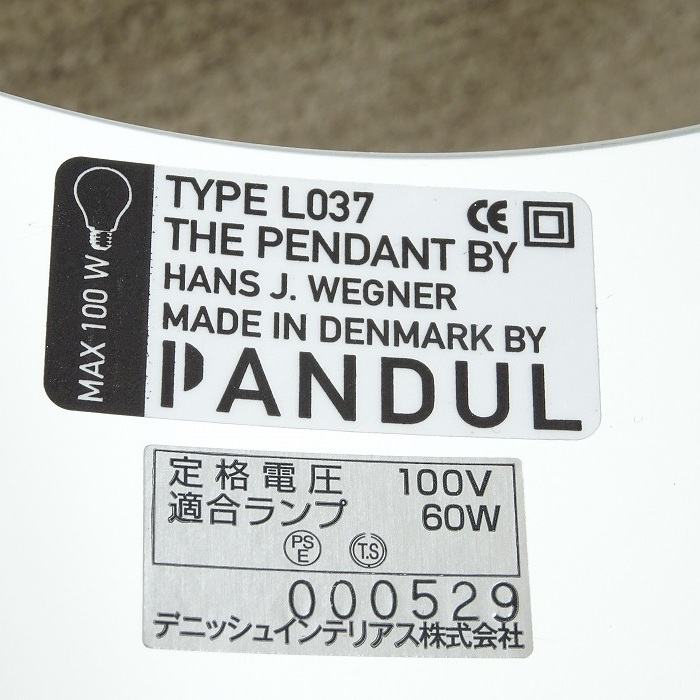 MAX 100 W
TYPE L037
CE
THE PENDANT BY
HANS J. WEGNER
MADE IN DENMARK BY
PANDUL
定格電圧 100V
適合ランプ 60W
PS
E
T.S
000529
デニッシュインテリアス株式会社